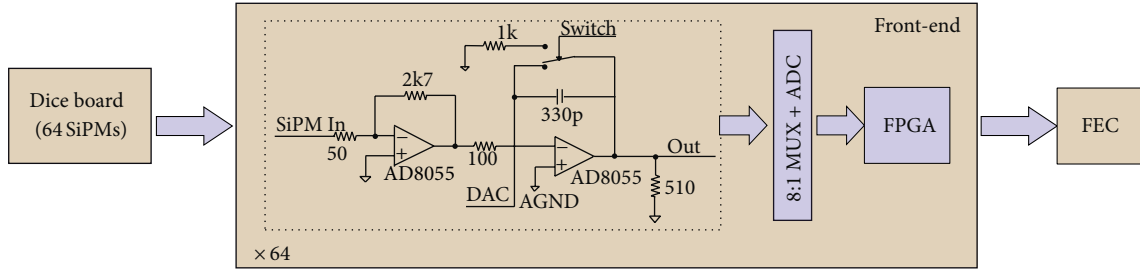 Dice board
(64 SiPMs)
Front-end
1k
Switch
2k7
330p
SiPM In
50
AD8055
100
DAC
AGND
AD8055
Out
510
× 64
8:1 MUX + ADC
FPGA
FEC